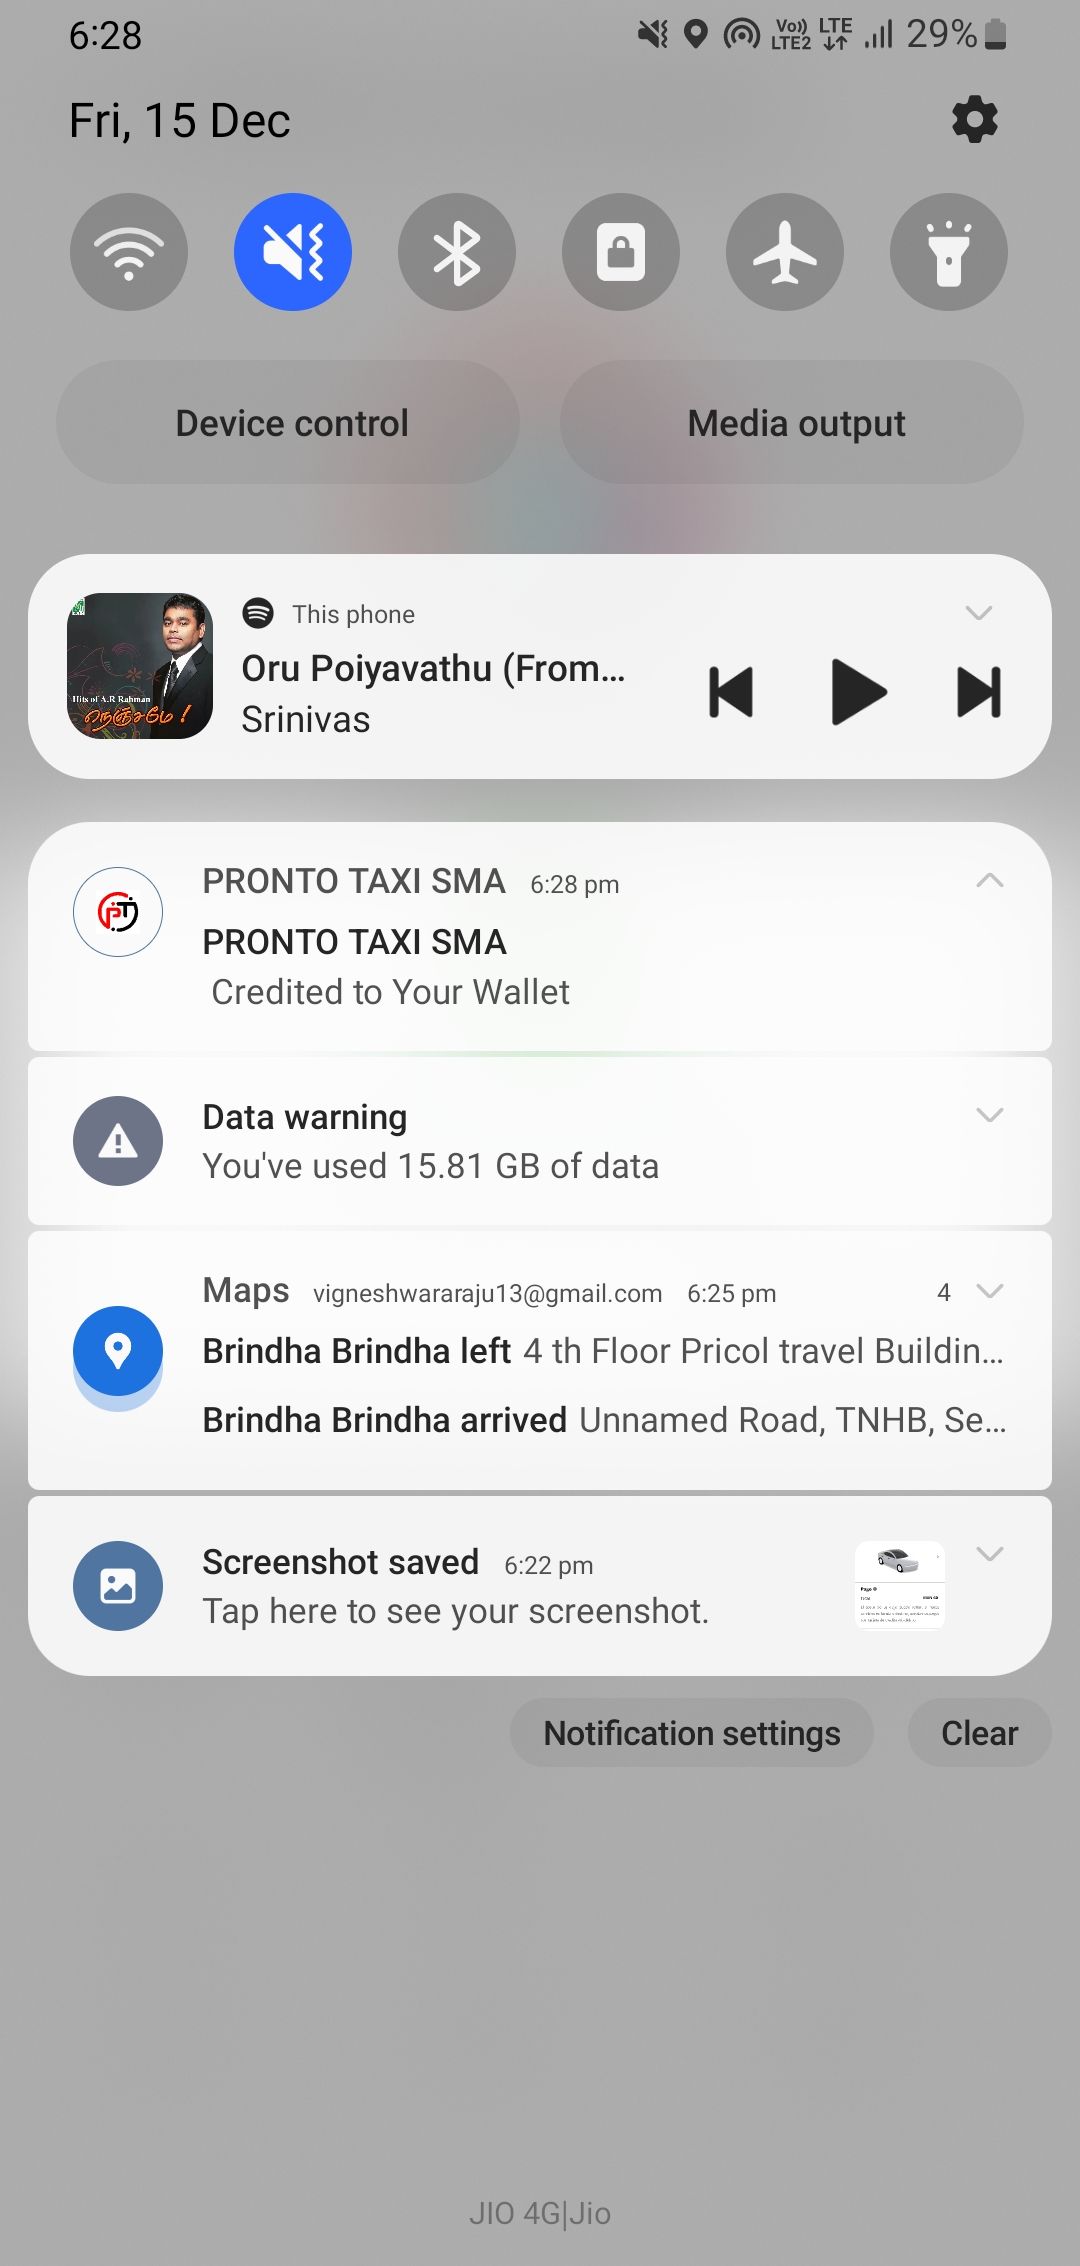 6:28
Vo)) LTE2 LTE 29%
Fri, 15 Dec
Device control
Media output
This phone
Oru Poiyavathu (From...
Srinivas
Hits of A.R Rahman
நெஞ்சமே !
PRONTO TAXI SMA 6:28 pm
PRONTO TAXI SMA
Credited to Your Wallet
Data warning
You've used 15.81 GB of data
Maps vigneshwararaju13@gmail.com 6:25 pm 4
Brindha Brindha left 4 th Floor Pricol travel Buildin...
Brindha Brindha arrived Unnamed Road, TNHB, Se...
Screenshot saved 6:22 pm
Tap here to see your screenshot.
Notification settings
Clear
JIO 4G|Jio